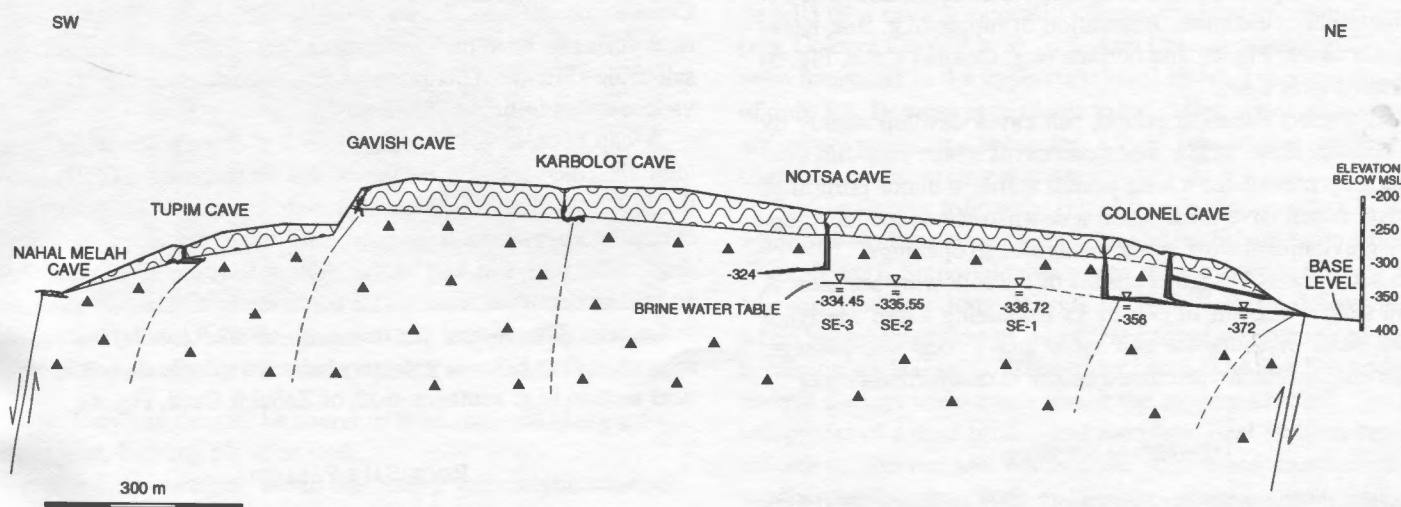 SW
NE
GAVISH CAVE
KARBOLOT CAVE
NOTSA CAVE
ELEVATION
BELOW MSL
TUPIM CAVE
COLONEL CAVE
NAHAL MELAH
CAVE
-200
-250
-300
-350
-400
BASE
LEVEL
-324
BRINE WATER TABLE
-334.45
-335.55
-336.72
-356
-372
SE-3
SE-2
SE-1
300 m